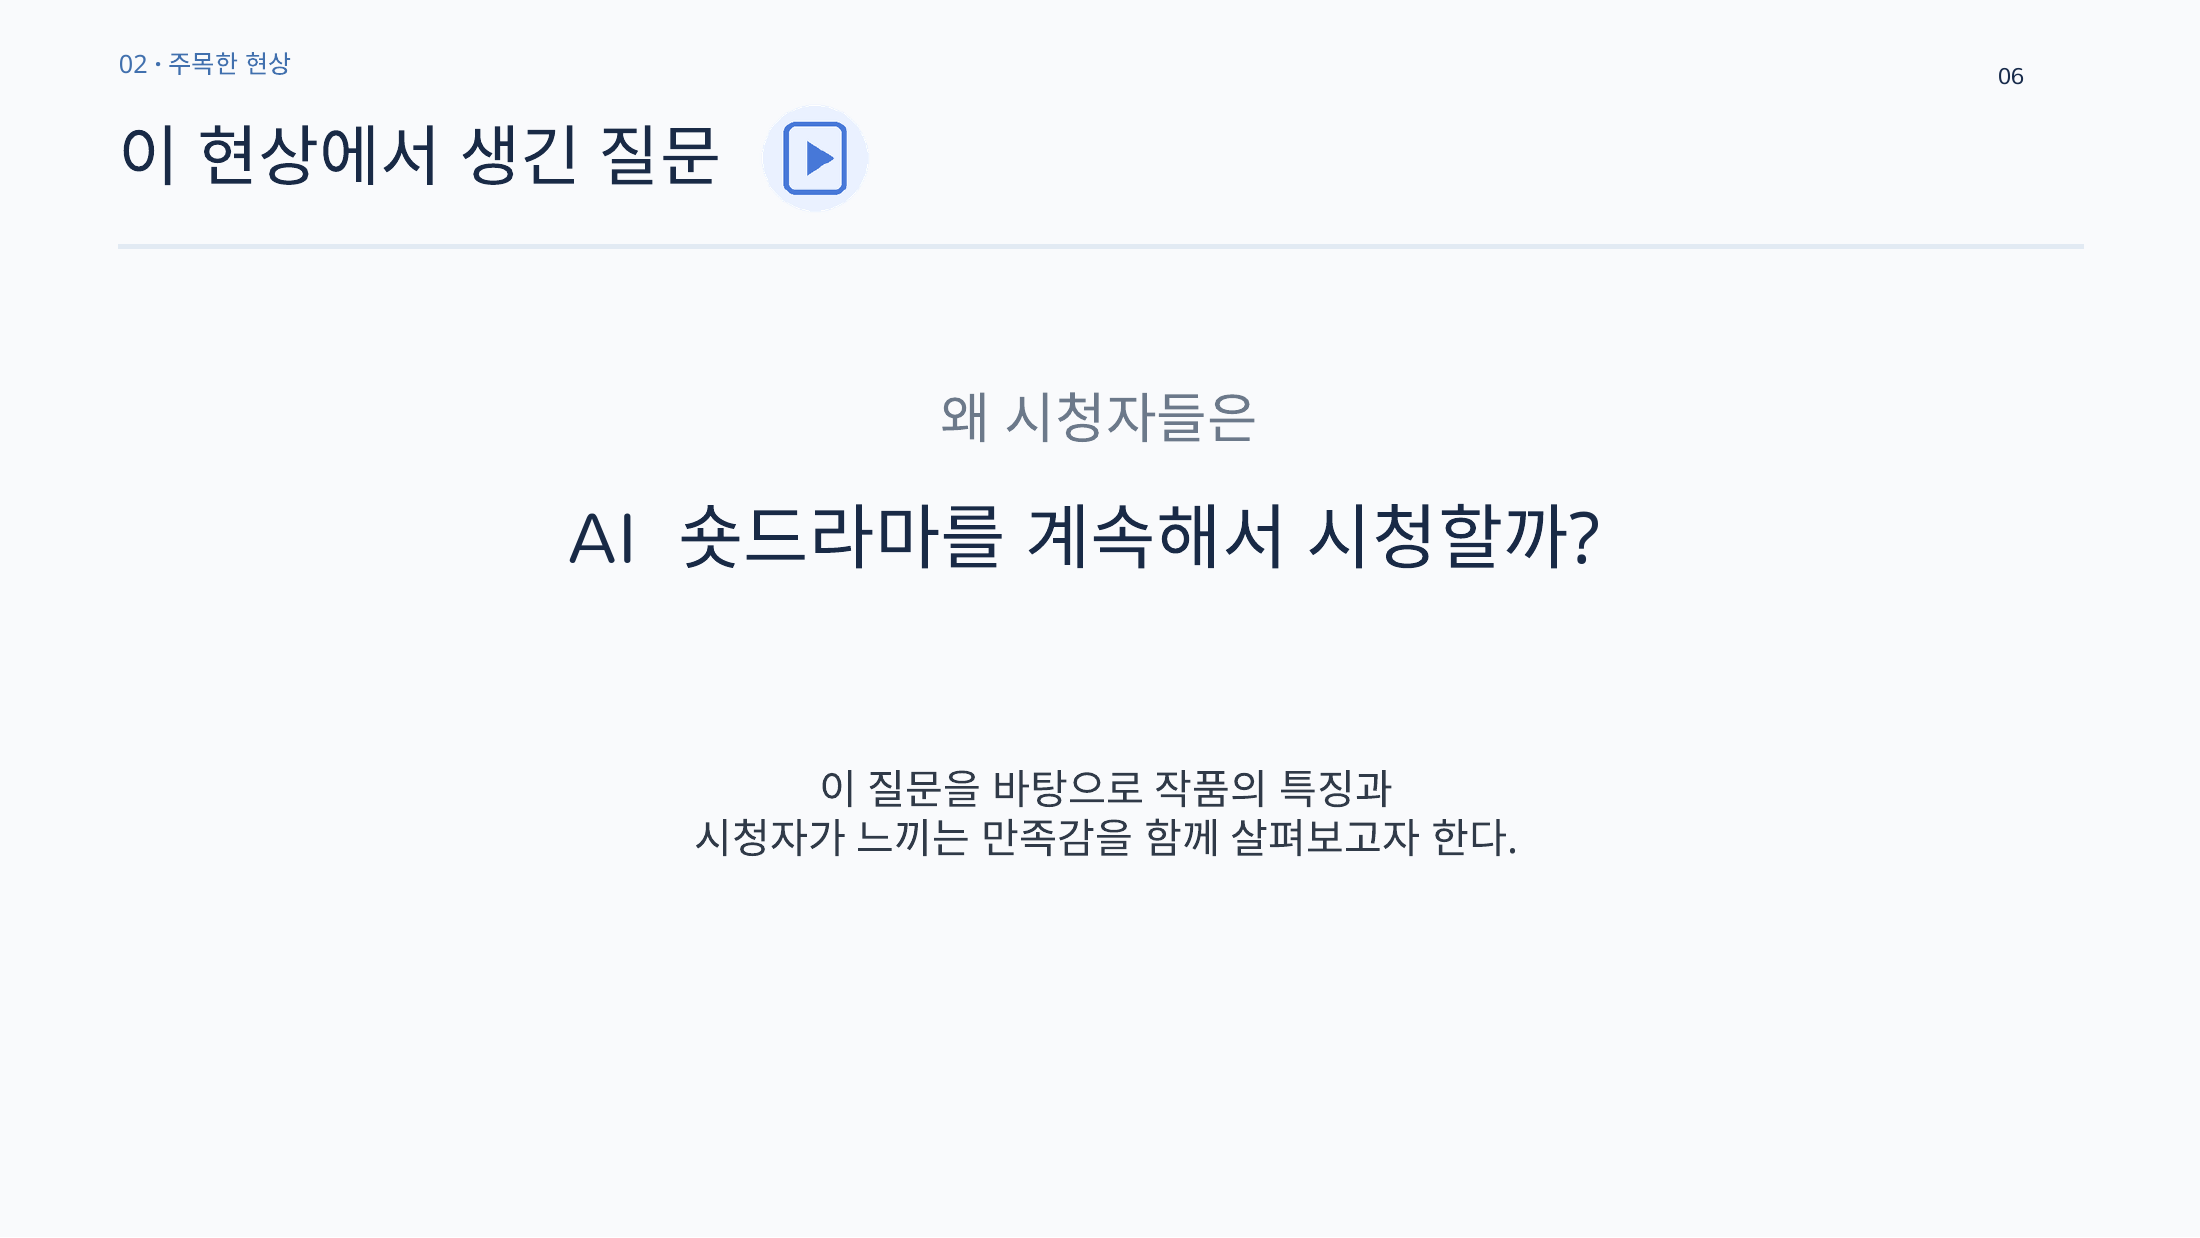 02 · 주목한 현상
06
이 현상에서 생긴 질문
왜 시청자들은
AI 숏드라마를 계속해서 시청할까?
이 질문을 바탕으로 작품의 특징과
시청자가 느끼는 만족감을 함께 살펴보고자 한다.